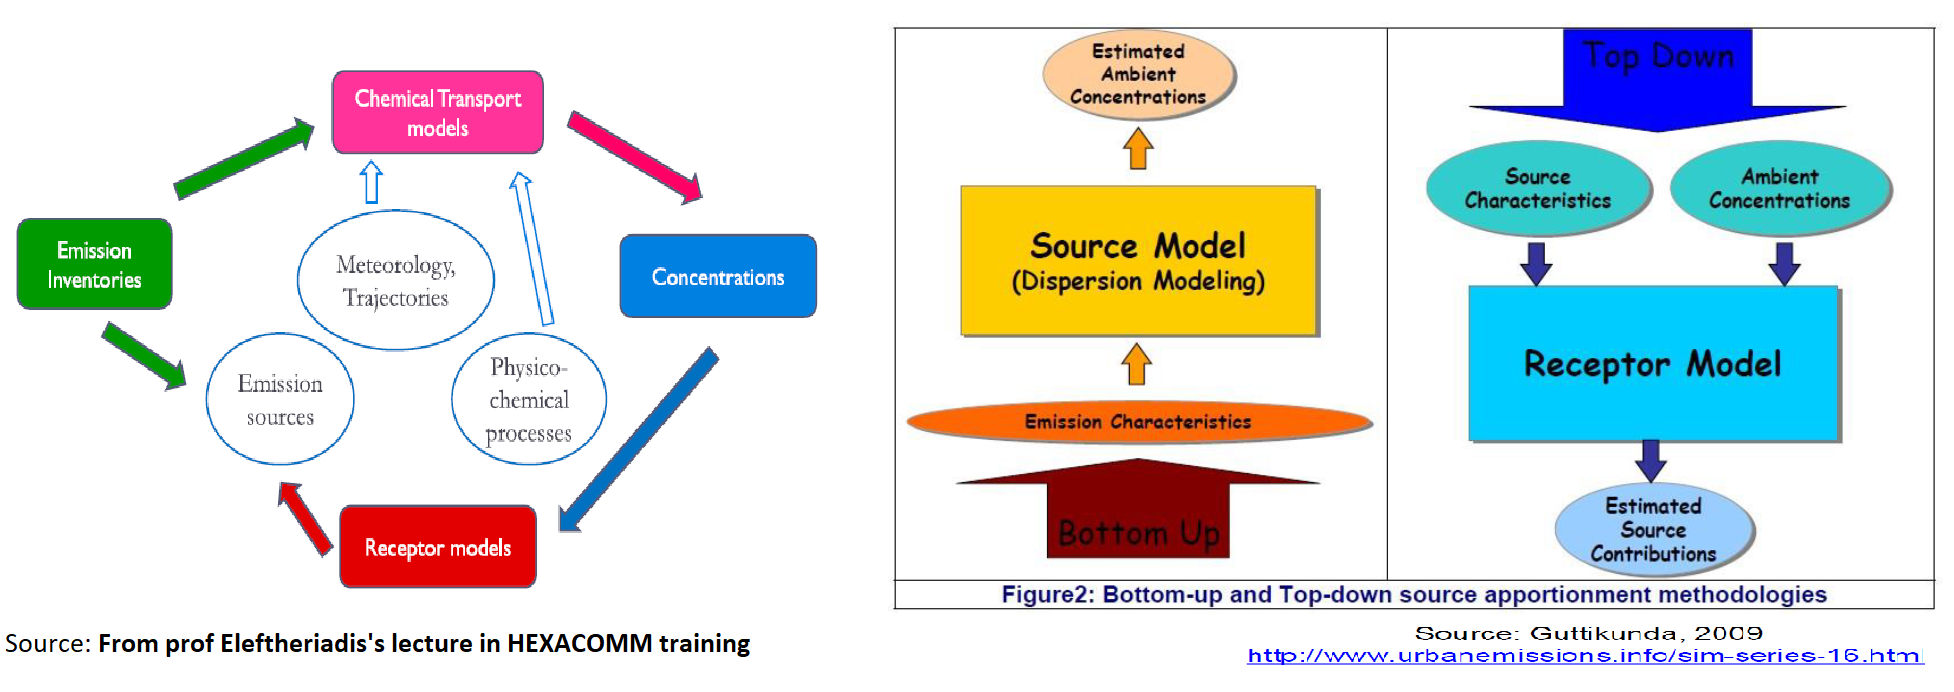 Chemical Transport
models
Emission
Inventories
Meteorology,
Trajectories
Concentrations
Emission
sources
Physico-
chemical
processes
Receptor models
Source: From prof Eleftheriadis's lecture in HEXACOMM training
Estimated
Ambient
Concentrations
Source Model
(Dispersion Modeling)
Emission Characteristics
Bottom Up
Top Down
Source
Characteristics
Ambient
Concentrations
Receptor Model
Estimated
Source
Contributions
Figure2: Bottom-up and Top-down source apportionment methodologies
Source: Guttikunda, 2009
http://www.urbanemissions.info/sim-series-16.html